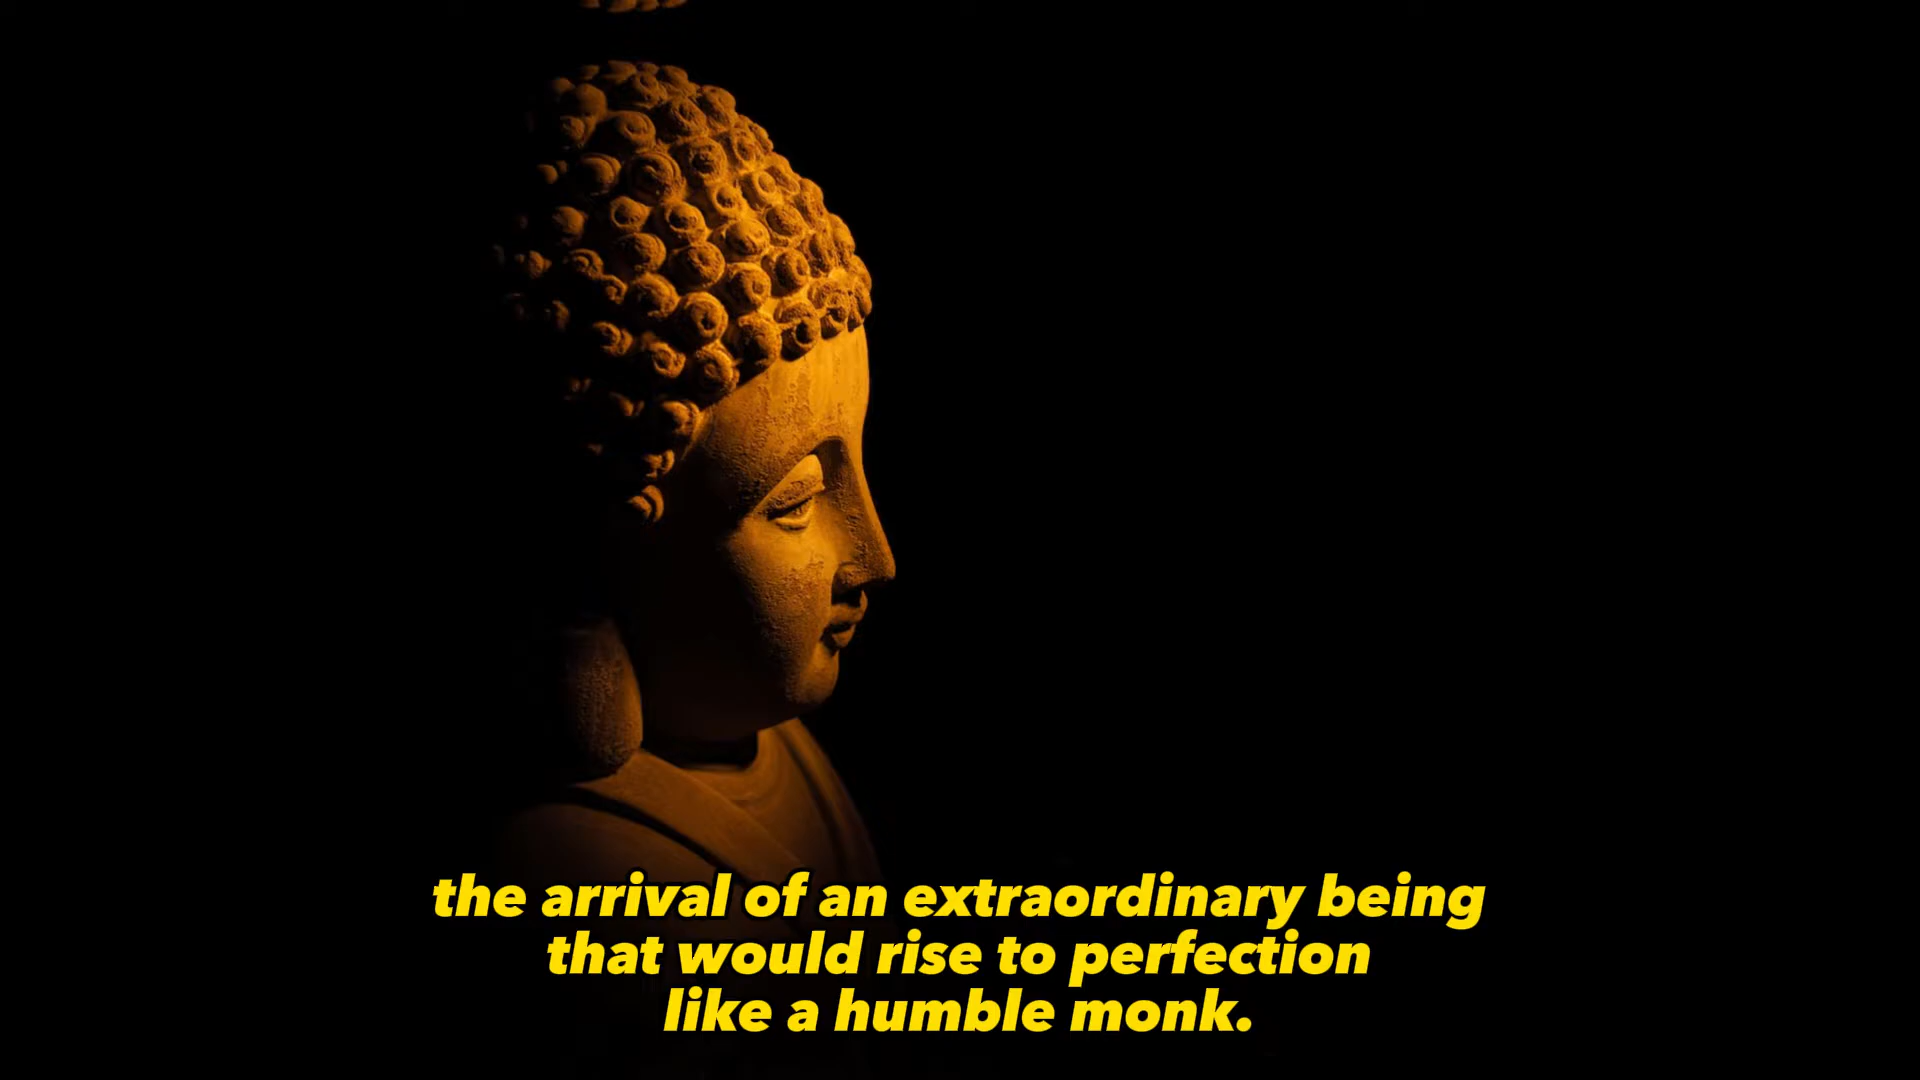 the arrival of an extraordinary being
that would rise to perfection
like a humble monk.